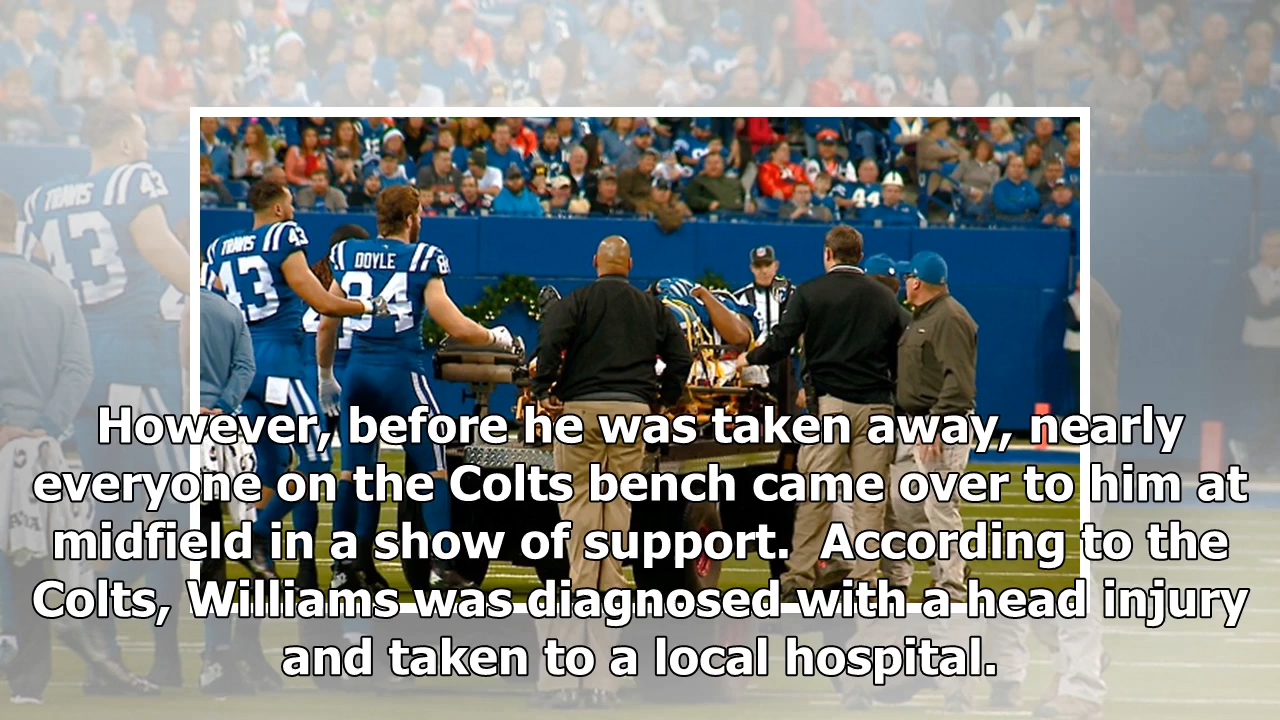 TRAVIS
43
43
DOYLE
84
44
However, before he was taken away, nearly
everyone on the Colts bench came over to him at
midfield in a show of support.  According to the
Colts, Williams was diagnosed with a head injury
and taken to a local hospital.